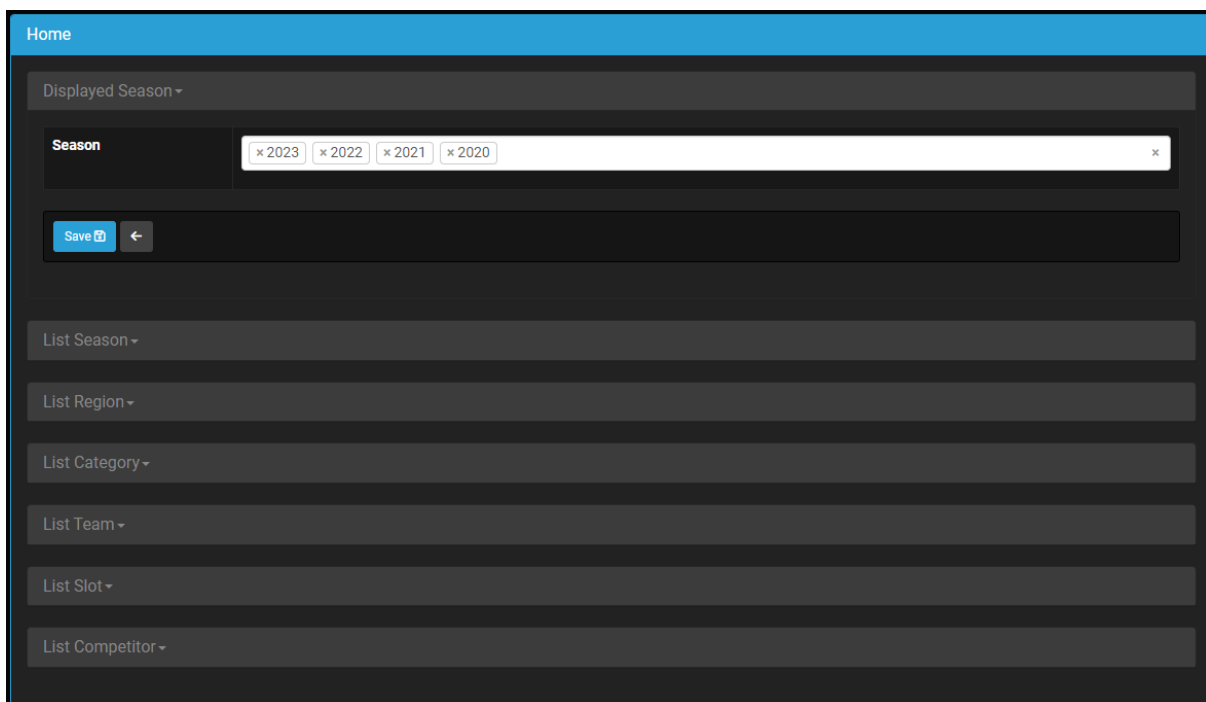 Home
Displayed Season
Season
× 2023 × 2022 × 2021 × 2020 ×
Save
List Season
List Region
List Category
List Team
List Slot
List Competitor